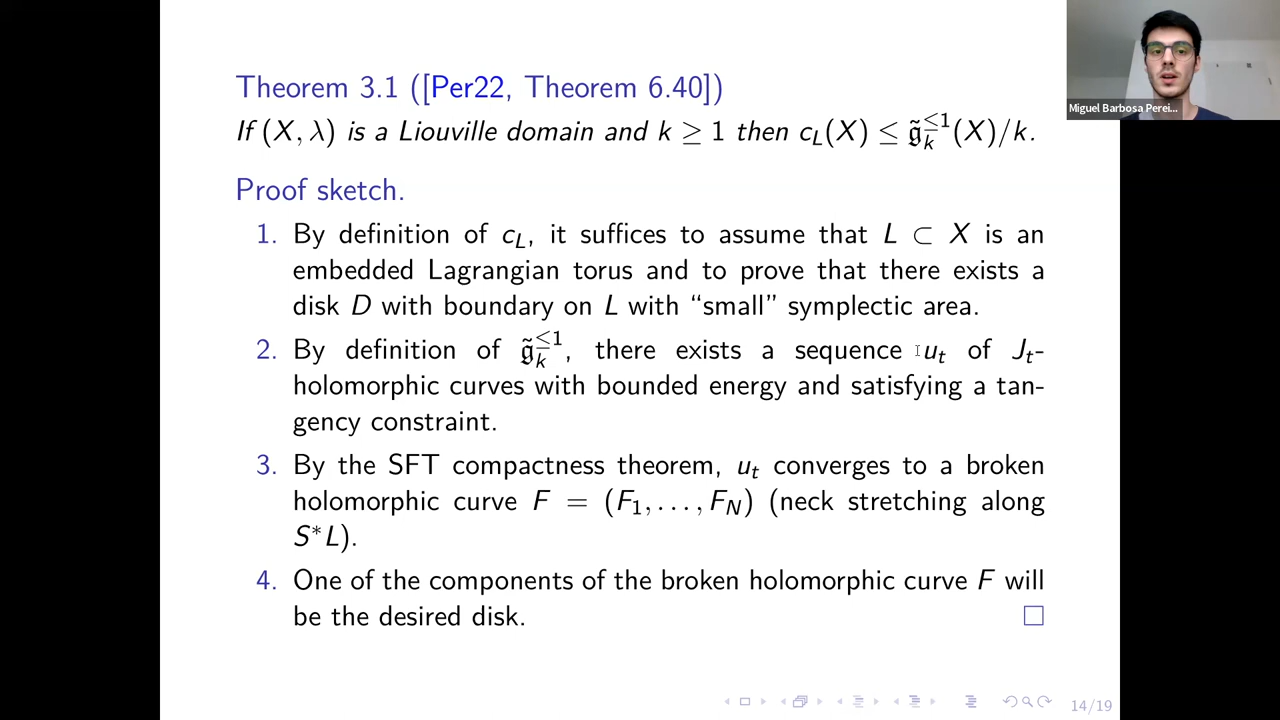 Theorem 3.1 ([Per22, Theorem 6.40])
If (X, λ) is a Liouville domain and k ≥ 1 then c_L(X) ≤ g̃_k^{≤1}(X)/k.
Proof sketch.
1. By definition of c_L, it suffices to assume that L ⊂ X is an
embedded Lagrangian torus and to prove that there exists a
disk D with boundary on L with “small” symplectic area.
2. By definition of g̃_k^{≤1}, there exists a sequence u_t of J_t-
holomorphic curves with bounded energy and satisfying a tan-
gency constraint.
3. By the SFT compactness theorem, u_t converges to a broken
holomorphic curve F = (F_1, . . . , F_N) (neck stretching along
S*L).
4. One of the components of the broken holomorphic curve F will
be the desired disk. □
14/19
Miguel Barbosa Perei...